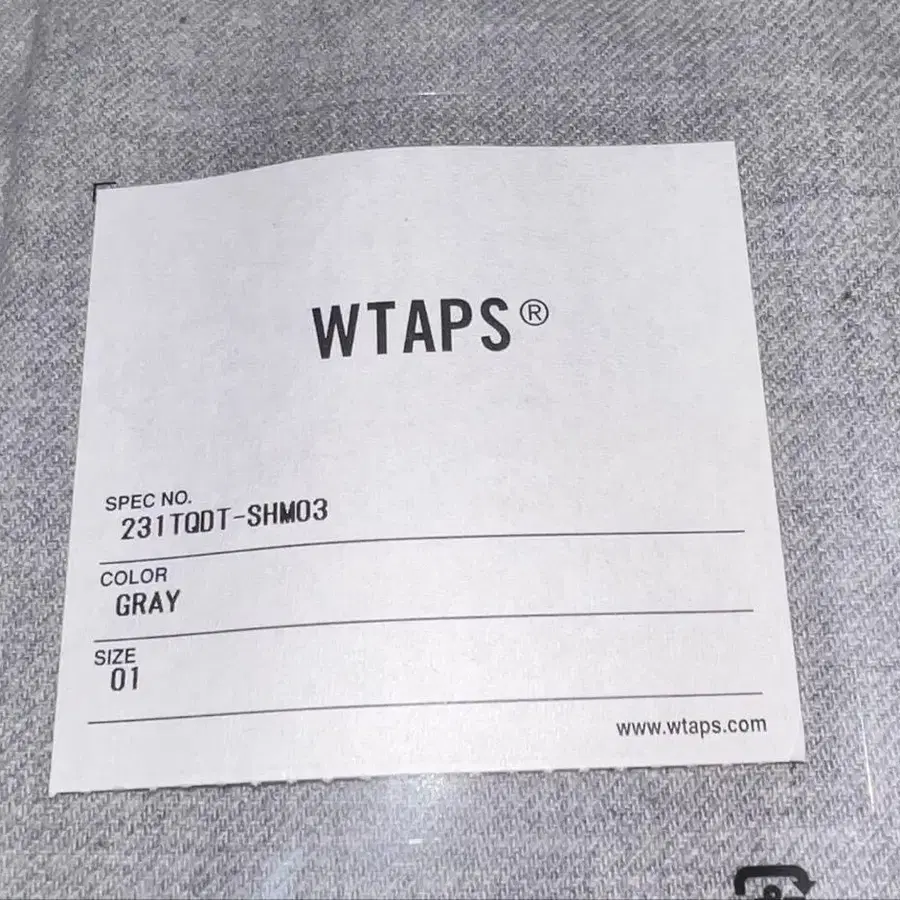 WTAPS®
SPEC NO.
231TQDT-SHM03
COLOR
GRAY
SIZE
01
www.wtaps.com